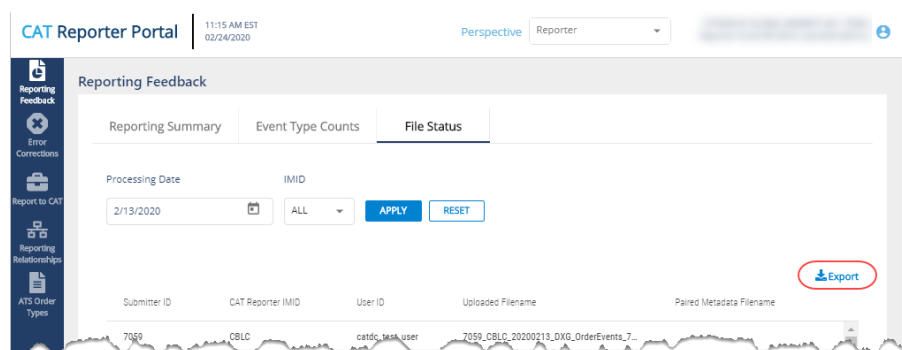 CAT Reporter Portal
11:15 AM EST
02/24/2020
Perspective
Reporter
Reporting
Feedback
Error
Corrections
Report to CAT
Reporting
Relationships
ATS Order
Types
Reporting Feedback
Reporting Summary Event Type Counts File Status
Processing Date IMID
2/13/2020 ALL APPLY RESET
Export
Submitter ID CAT Reporter IMID User ID Uploaded Filename Paired Metadata Filename
7059 CBLC catdc_test_user 7059_CBLC_20200213_DXG_OrderEvents_7...